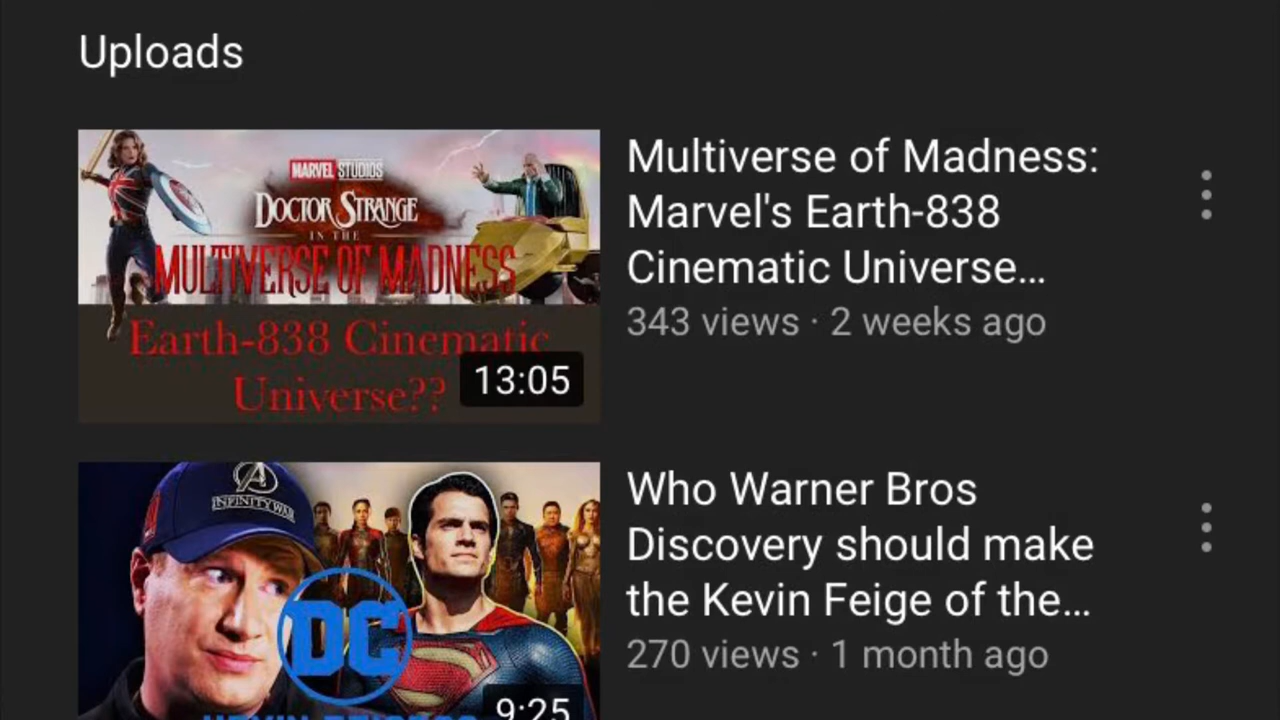 Uploads
MARVEL STUDIOS
DOCTOR STRANGE
IN THE
MULTIVERSE OF MADNESS
Earth-838 Cinematic
Universe??
13:05
Multiverse of Madness:
Marvel's Earth-838
Cinematic Universe...
343 views · 2 weeks ago
A
INFINITY WAR
DC
9:25
Who Warner Bros
Discovery should make
the Kevin Feige of the...
270 views · 1 month ago